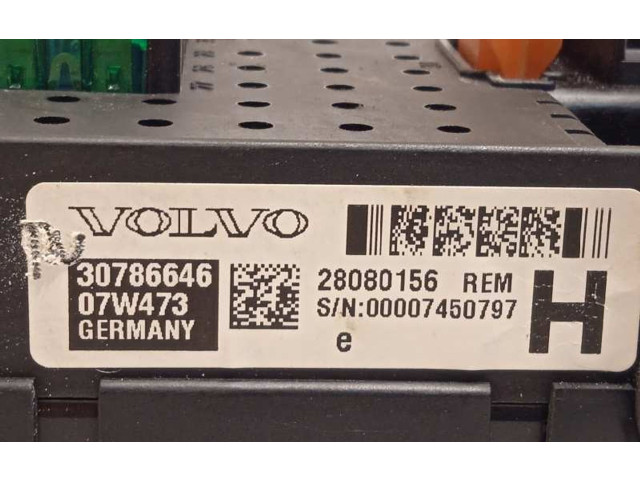 VOLVO
30786646
07W473
GERMANY
28080156 REM
S/N:00007450797
e
H